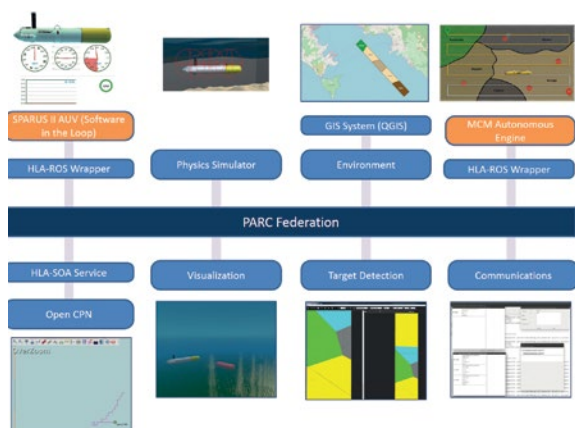 SPARUS II AUV (Software
in the Loop)
GIS System (QGIS)
MCM Autonomous
Engine
HLA-ROS Wrapper
Physics Simulator
Environment
HLA-ROS Wrapper
PARC Federation
HLA-SOA Service
Visualization
Target Detection
Communications
Open CPN
OverZoom